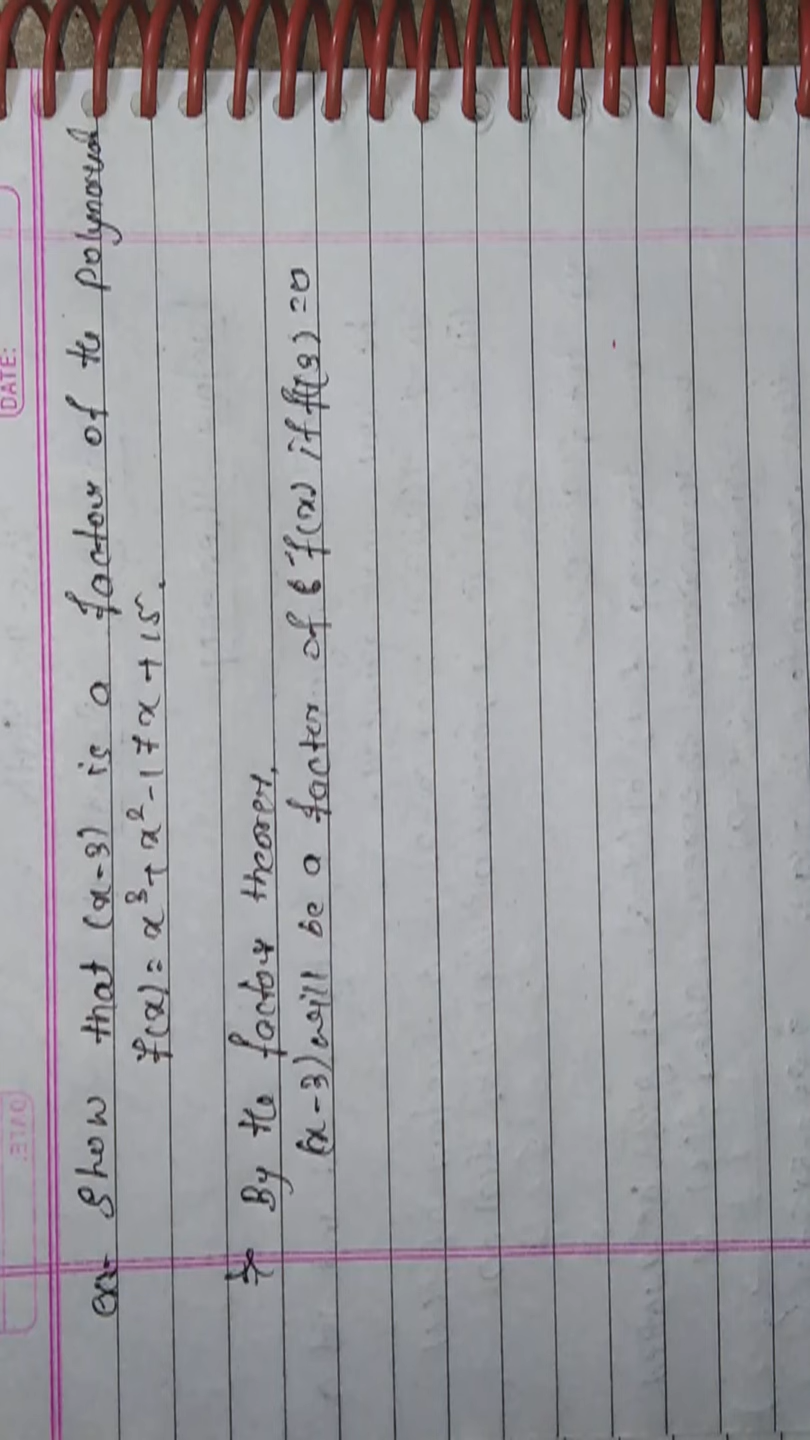 DATE:
ex- Show that (x-3) is a factor of the polynomial
f(x) = x³ + x² - 17x + 15.
By the factor theorem,
(x-3) will be a factor of f(x) if f(3) = 0